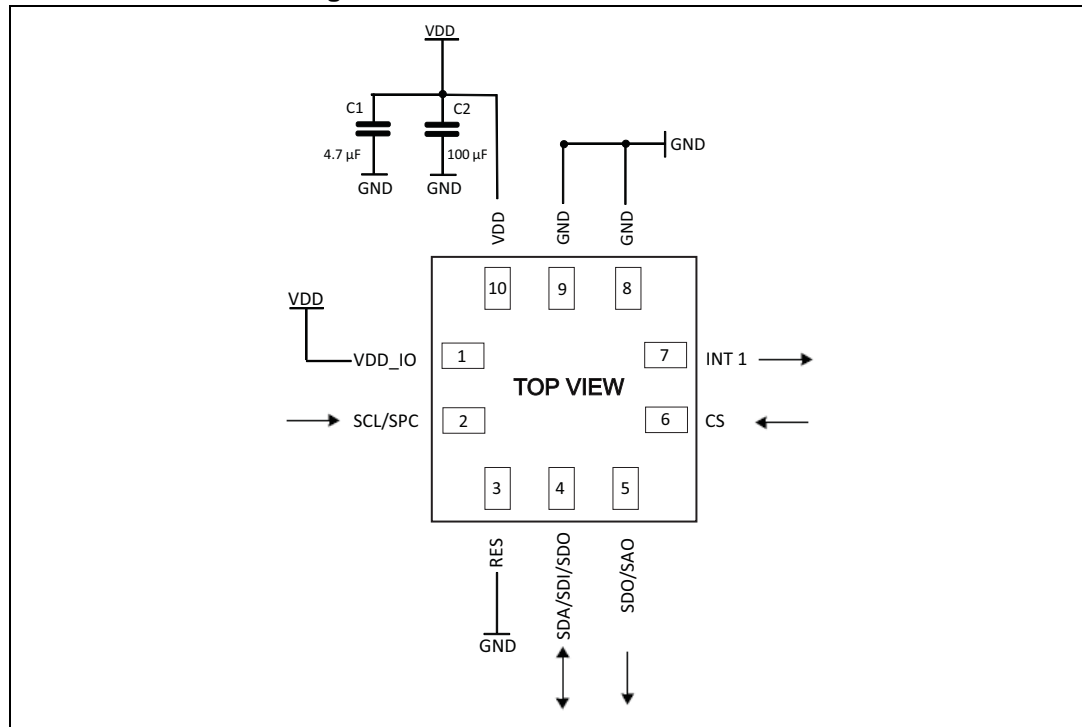 VDD
C1
C2
4.7 µF
100 µF
GND
GND
GND
VDD
GND
GND
10
9
8
VDD
VDD_IO
1
7
INT 1
TOP VIEW
SCL/SPC
2
6
CS
3
4
5
RES
SDA/SDI/SDO
SDO/SAO
GND